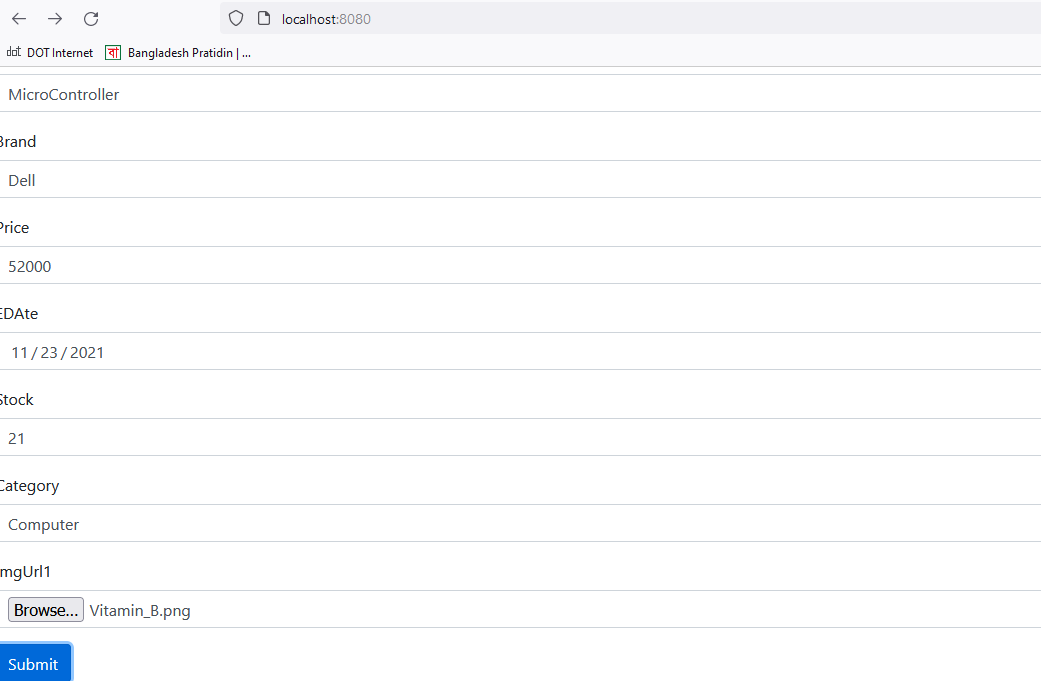 localhost:8080
dot DOT Internet বা Bangladesh Pratidin | ...
MicroController
Brand
Dell
Price
52000
EDAte
11 / 23 / 2021
Stock
21
Category
Computer
mgUrl1
Browse... Vitamin_B.png
Submit